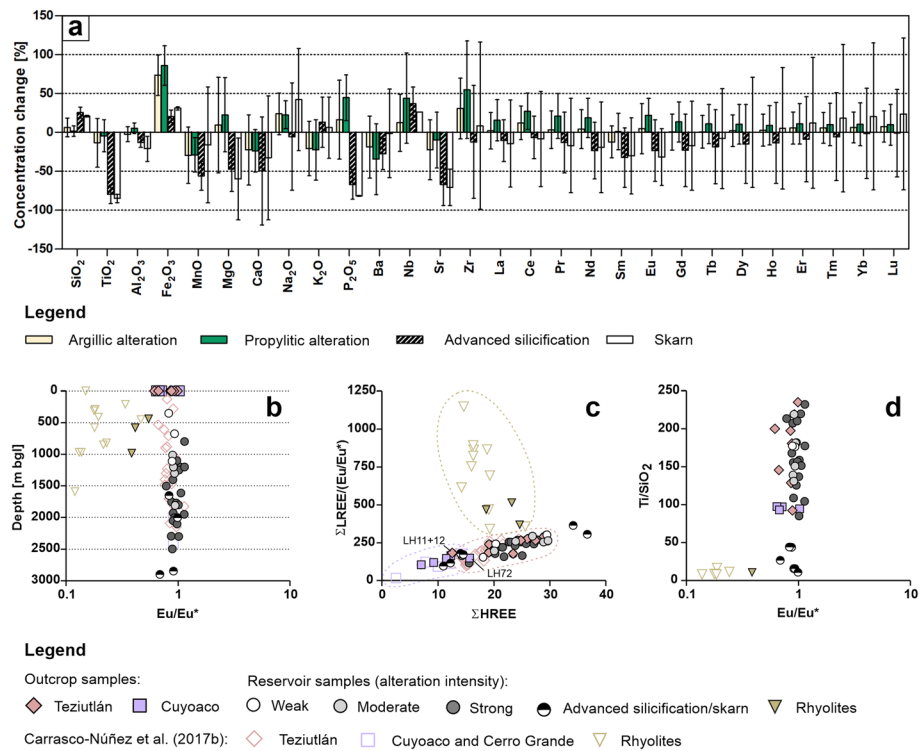 a
Concentration change [%]
150
100
50
0
-50
-100
-150
SiO2
TiO2
Al2O3
Fe2O3
MnO
MgO
CaO
Na2O
K2O
P2O5
Ba
Nb
Sr
Zr
La
Ce
Pr
Nd
Sm
Eu
Gd
Tb
Dy
Ho
Er
Tm
Yb
Lu
Legend
Argillic alteration
Propylitic alteration
Advanced silicification
Skarn
b
Depth [m bgl]
0
500
1000
1500
2000
2500
3000
0.1
1
10
Eu/Eu*
c
ΣLREE/(Eu/Eu*)
1250
1000
750
500
250
0
LH11+12
LH72
0
10
20
30
40
ΣHREE
d
Ti/SiO2
250
200
150
100
50
0
0.1
1
10
Eu/Eu*
Legend
Outcrop samples:
Reservoir samples (alteration intensity):
Teziutlán
Cuyoaco
Weak
Moderate
Strong
Advanced silicification/skarn
Rhyolites
Carrasco-Núñez et al. (2017b):
Teziutlán
Cuyoaco and Cerro Grande
Rhyolites